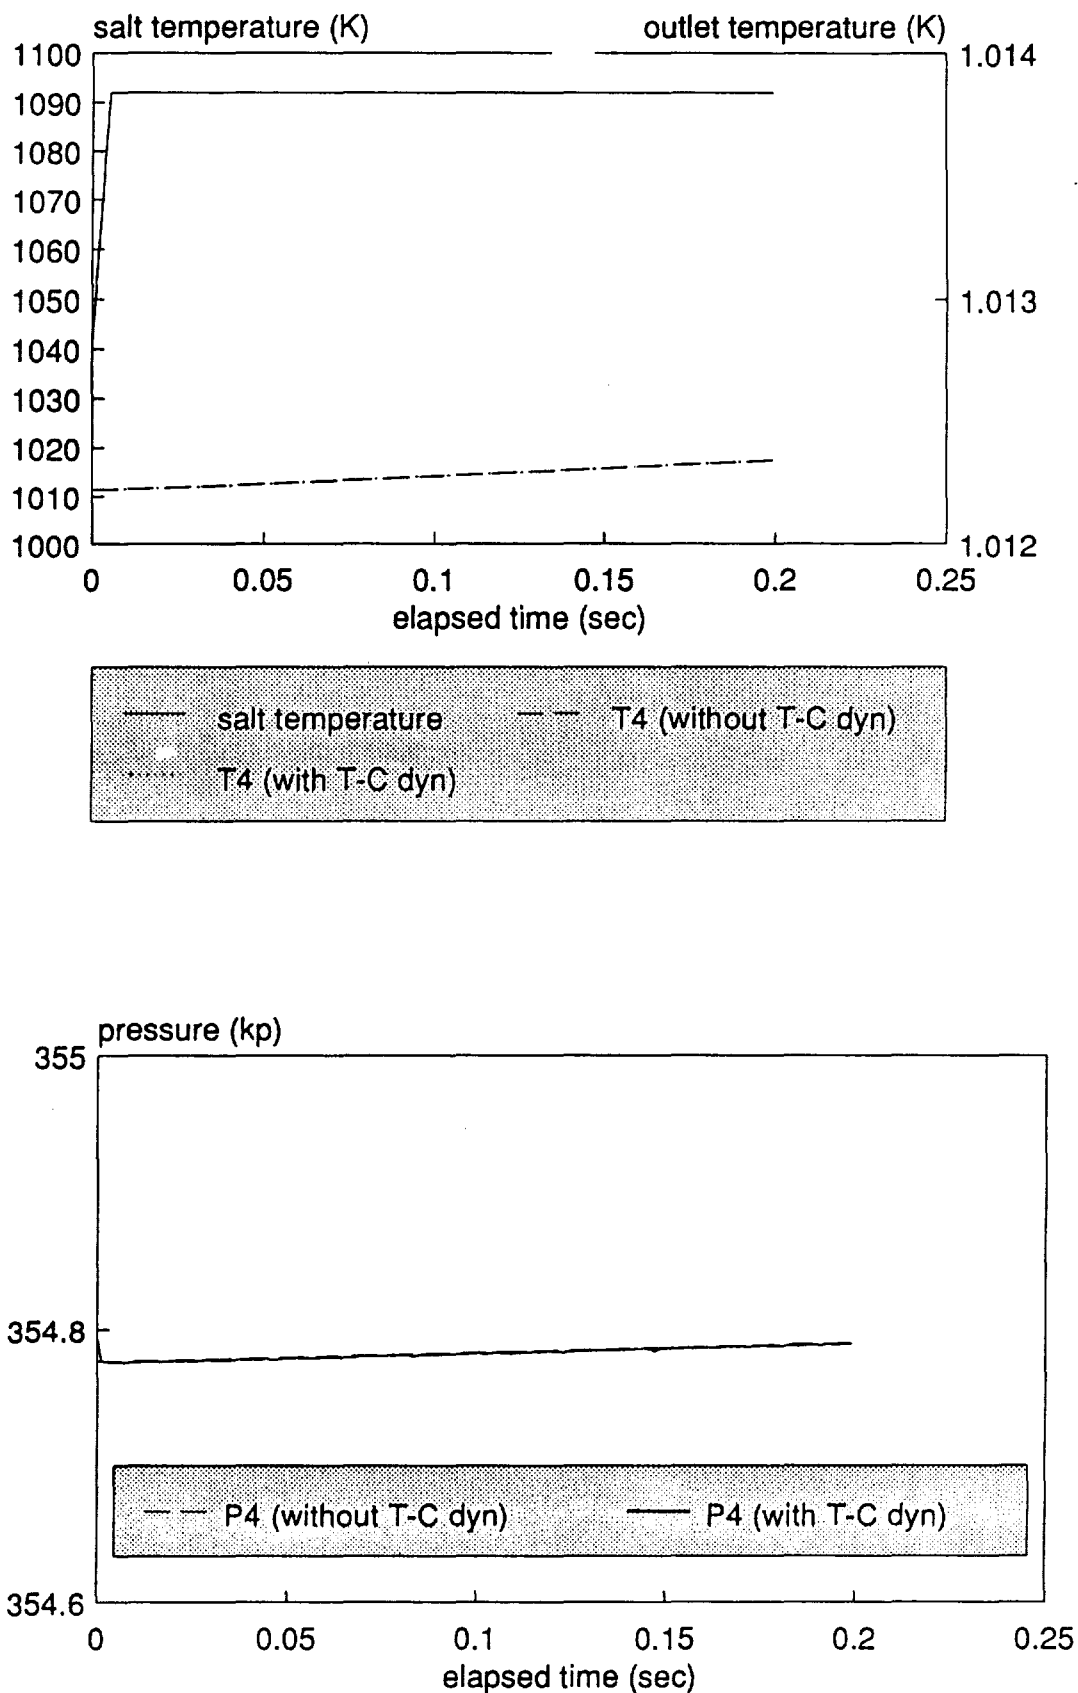 salt temperature (K) outlet temperature (K)
1100 1.014
1090
1080
1070
1060
1050 1.013
1040
1030
1020
1010
1000 1.012
0 0.05 0.1 0.15 0.2 0.25
elapsed time (sec)
salt temperature T4 (without T-C dyn)
T4 (with T-C dyn)
pressure (kp)
355
354.8
P4 (without T-C dyn) P4 (with T-C dyn)
354.6
0 0.05 0.1 0.15 0.2 0.25
elapsed time (sec)